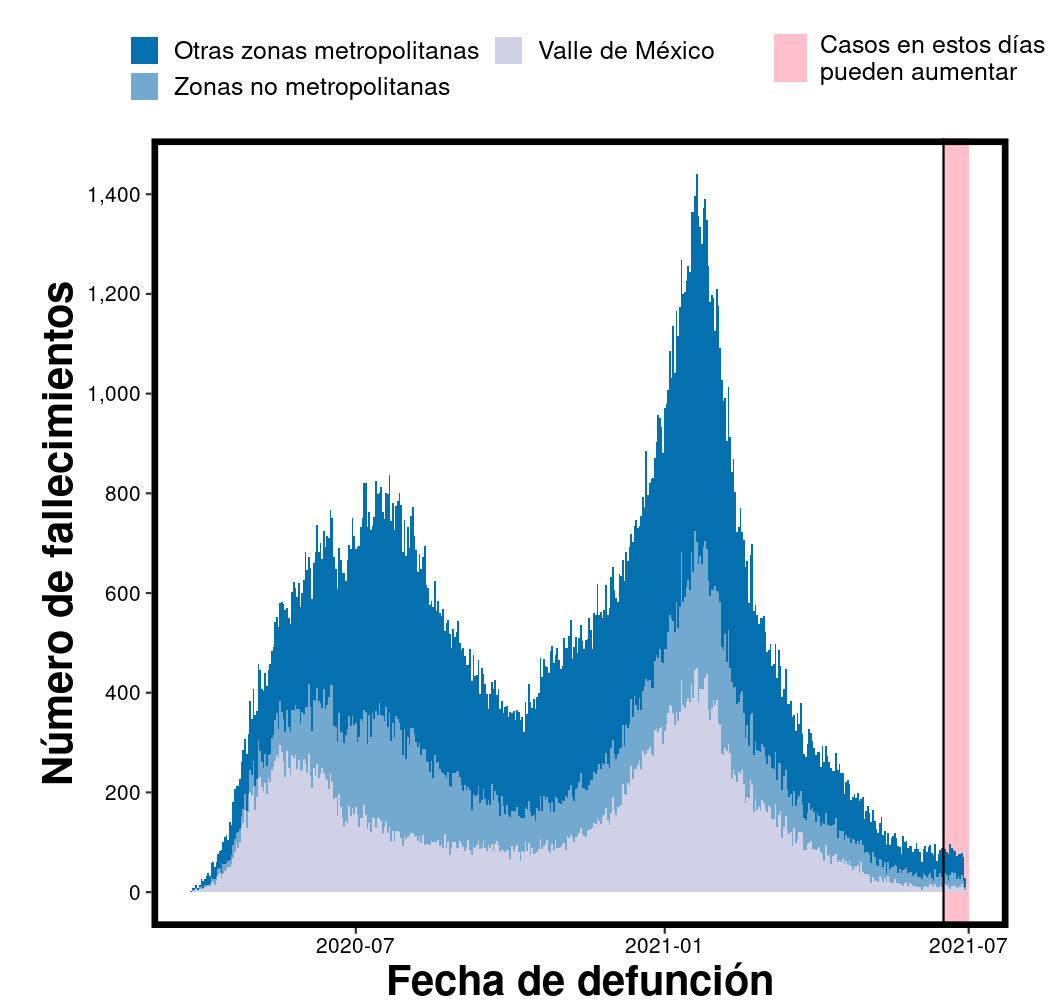 Otras zonas metropolitanas
Valle de México
Casos en estos días
pueden aumentar
Zonas no metropolitanas
Número de fallecimientos
1,400
1,200
1,000
800
600
400
200
0
2020-07
2021-01
2021-07
Fecha de defunción